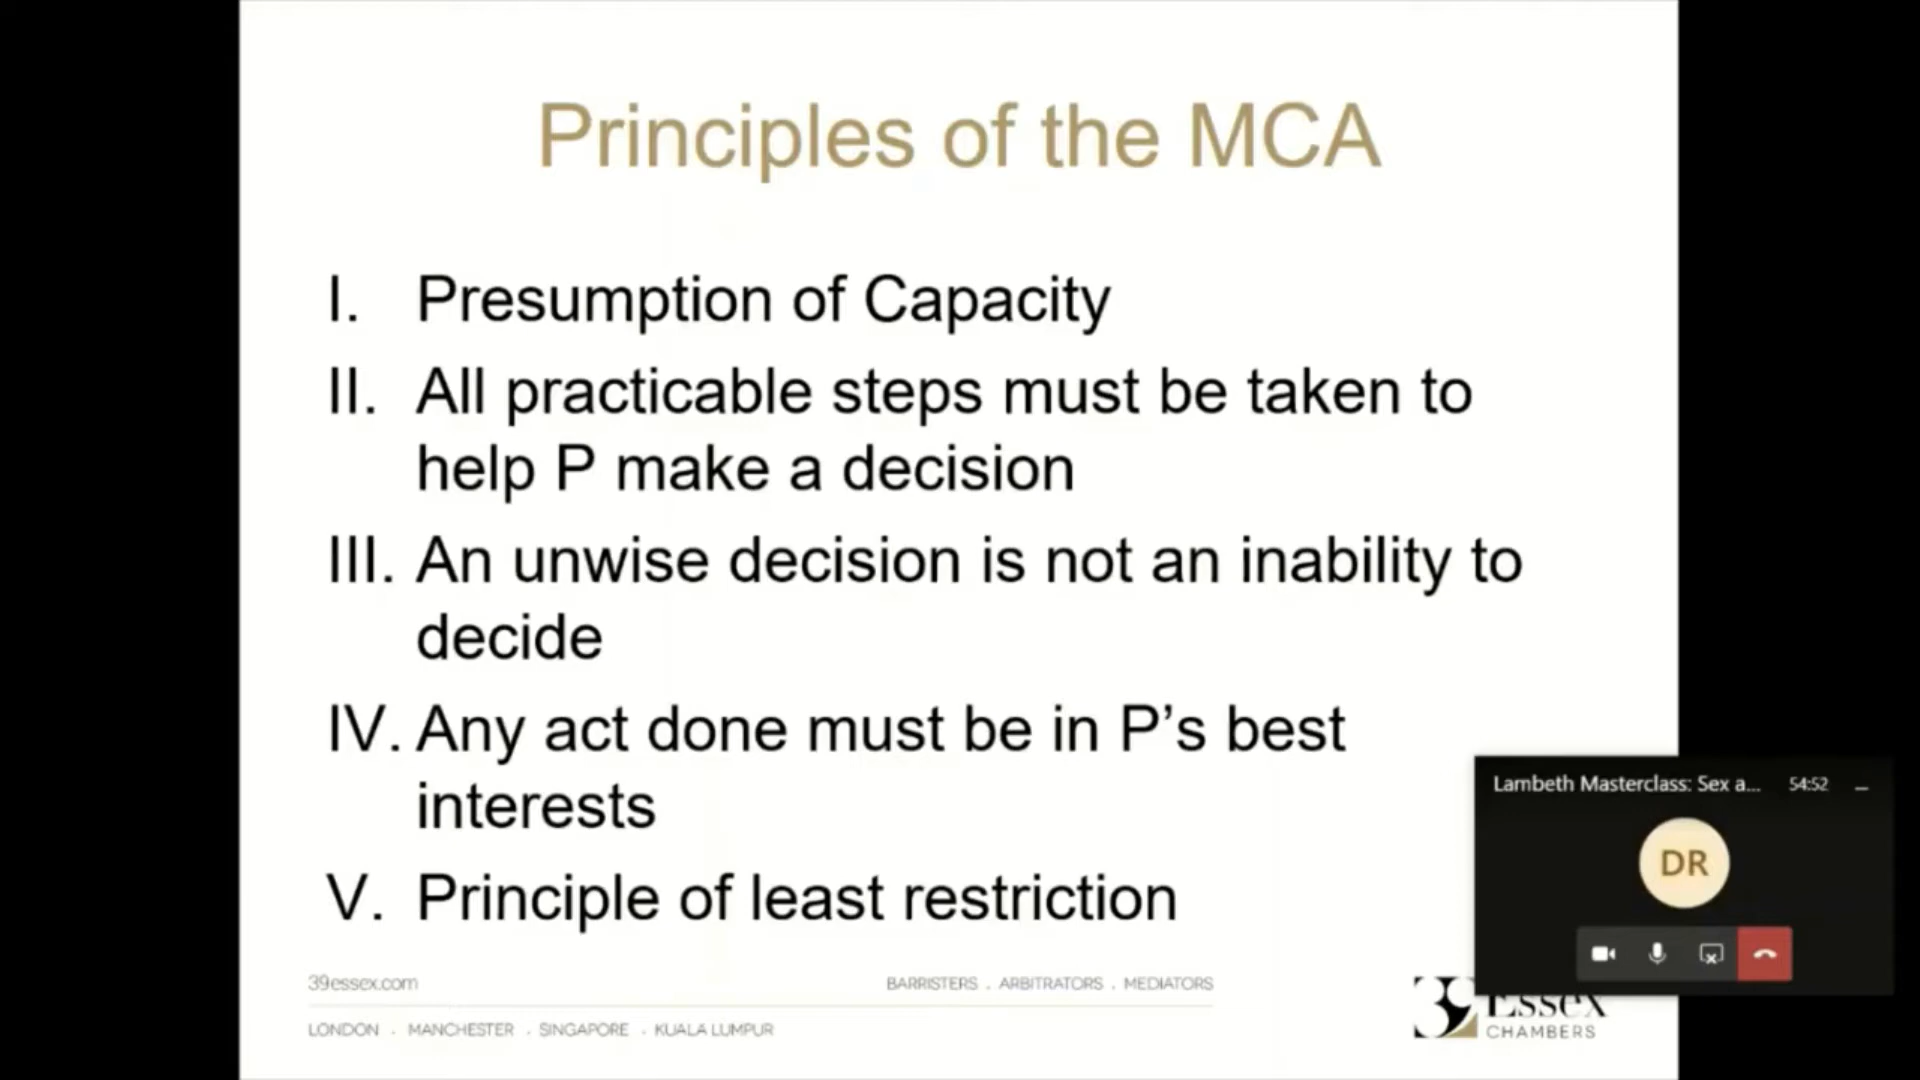 Principles of the MCA
I. Presumption of Capacity
II. All practicable steps must be taken to
help P make a decision
III. An unwise decision is not an inability to
decide
IV. Any act done must be in P’s best
interests
V. Principle of least restriction
Lambeth Masterclass: Sex a... 54:52
DR
39essex.com
BARRISTERS . ARBITRATORS . MEDIATORS
LONDON . MANCHESTER . SINGAPORE . KUALA LUMPUR
39 Essex
CHAMBERS